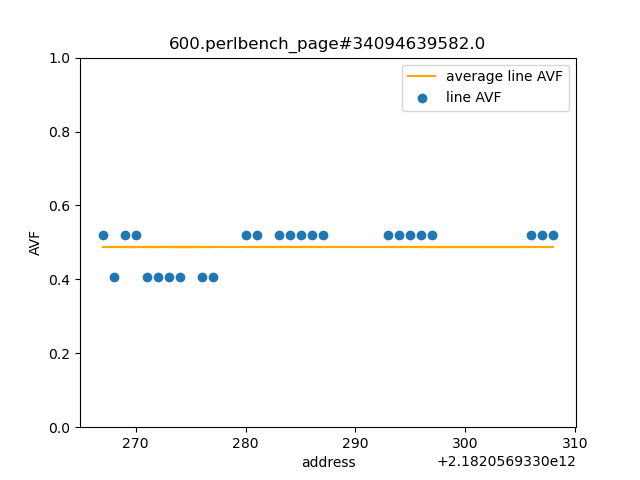 600.perlbench_page#34094639582.0
average line AVF
line AVF
AVF
1.0
0.8
0.6
0.4
0.2
0.0
270 280 290 300 310
address
+2.1820569330e12